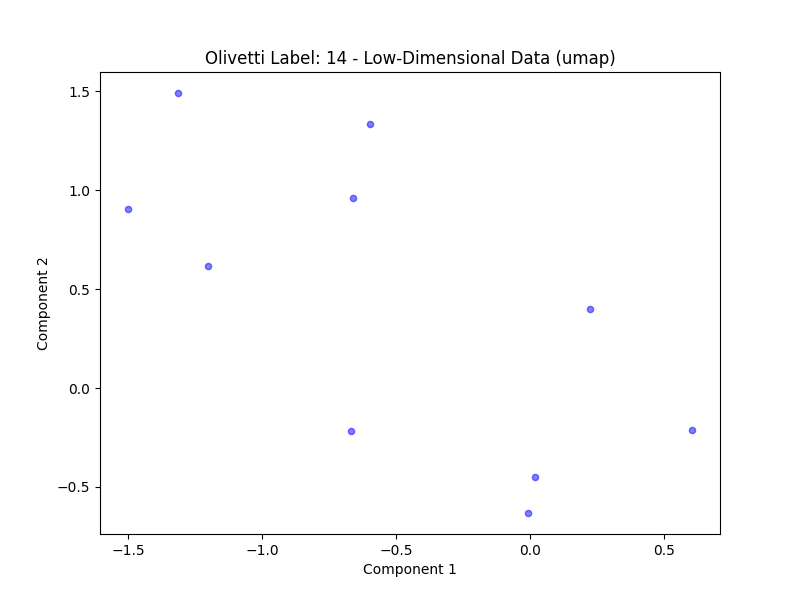 Olivetti Label: 14 - Low-Dimensional Data (umap)
1.5
1.0
0.5
0.0
−0.5
Component 2
−1.5 −1.0 −0.5 0.0 0.5
Component 1